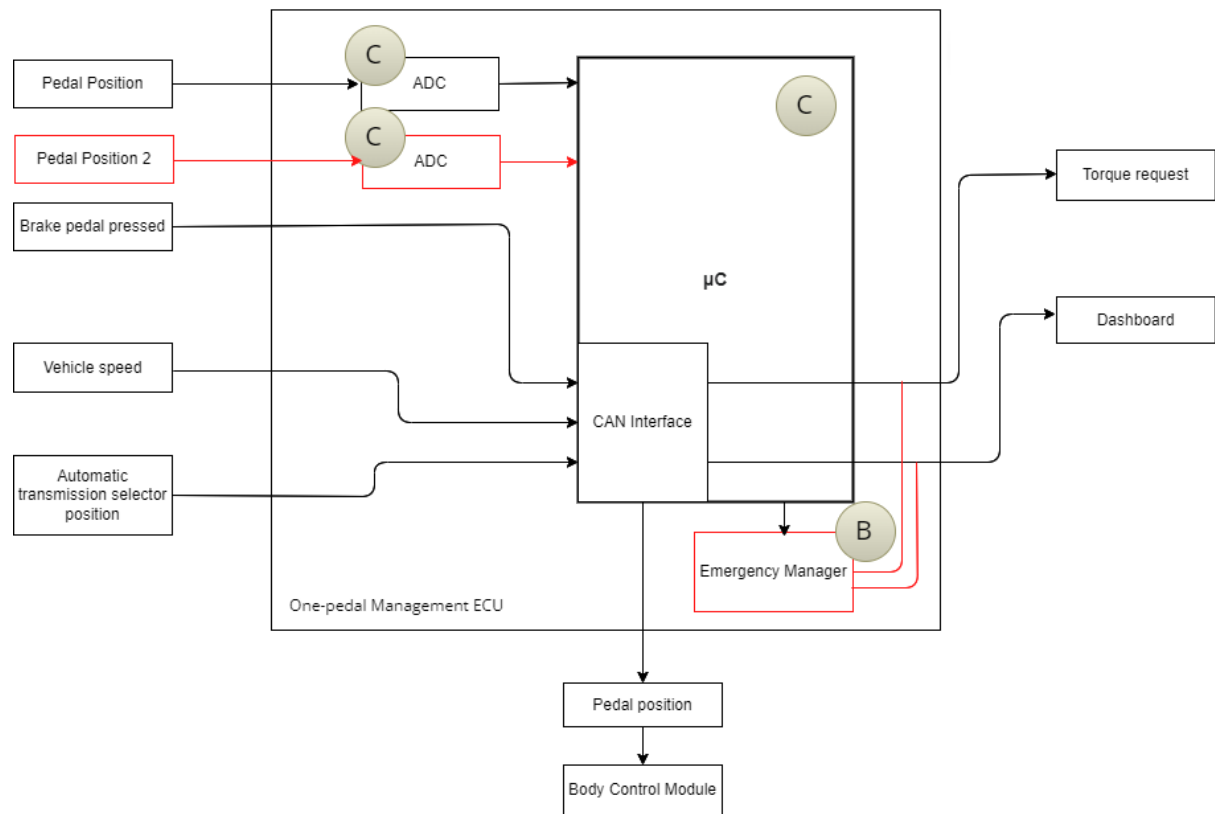 C
Pedal Position
ADC
C
C
Pedal Position 2
ADC
Torque request
Brake pedal pressed
µC
Dashboard
Vehicle speed
CAN Interface
Automatic
transmission selector
position
B
Emergency Manager
One-pedal Management ECU
Pedal position
Body Control Module